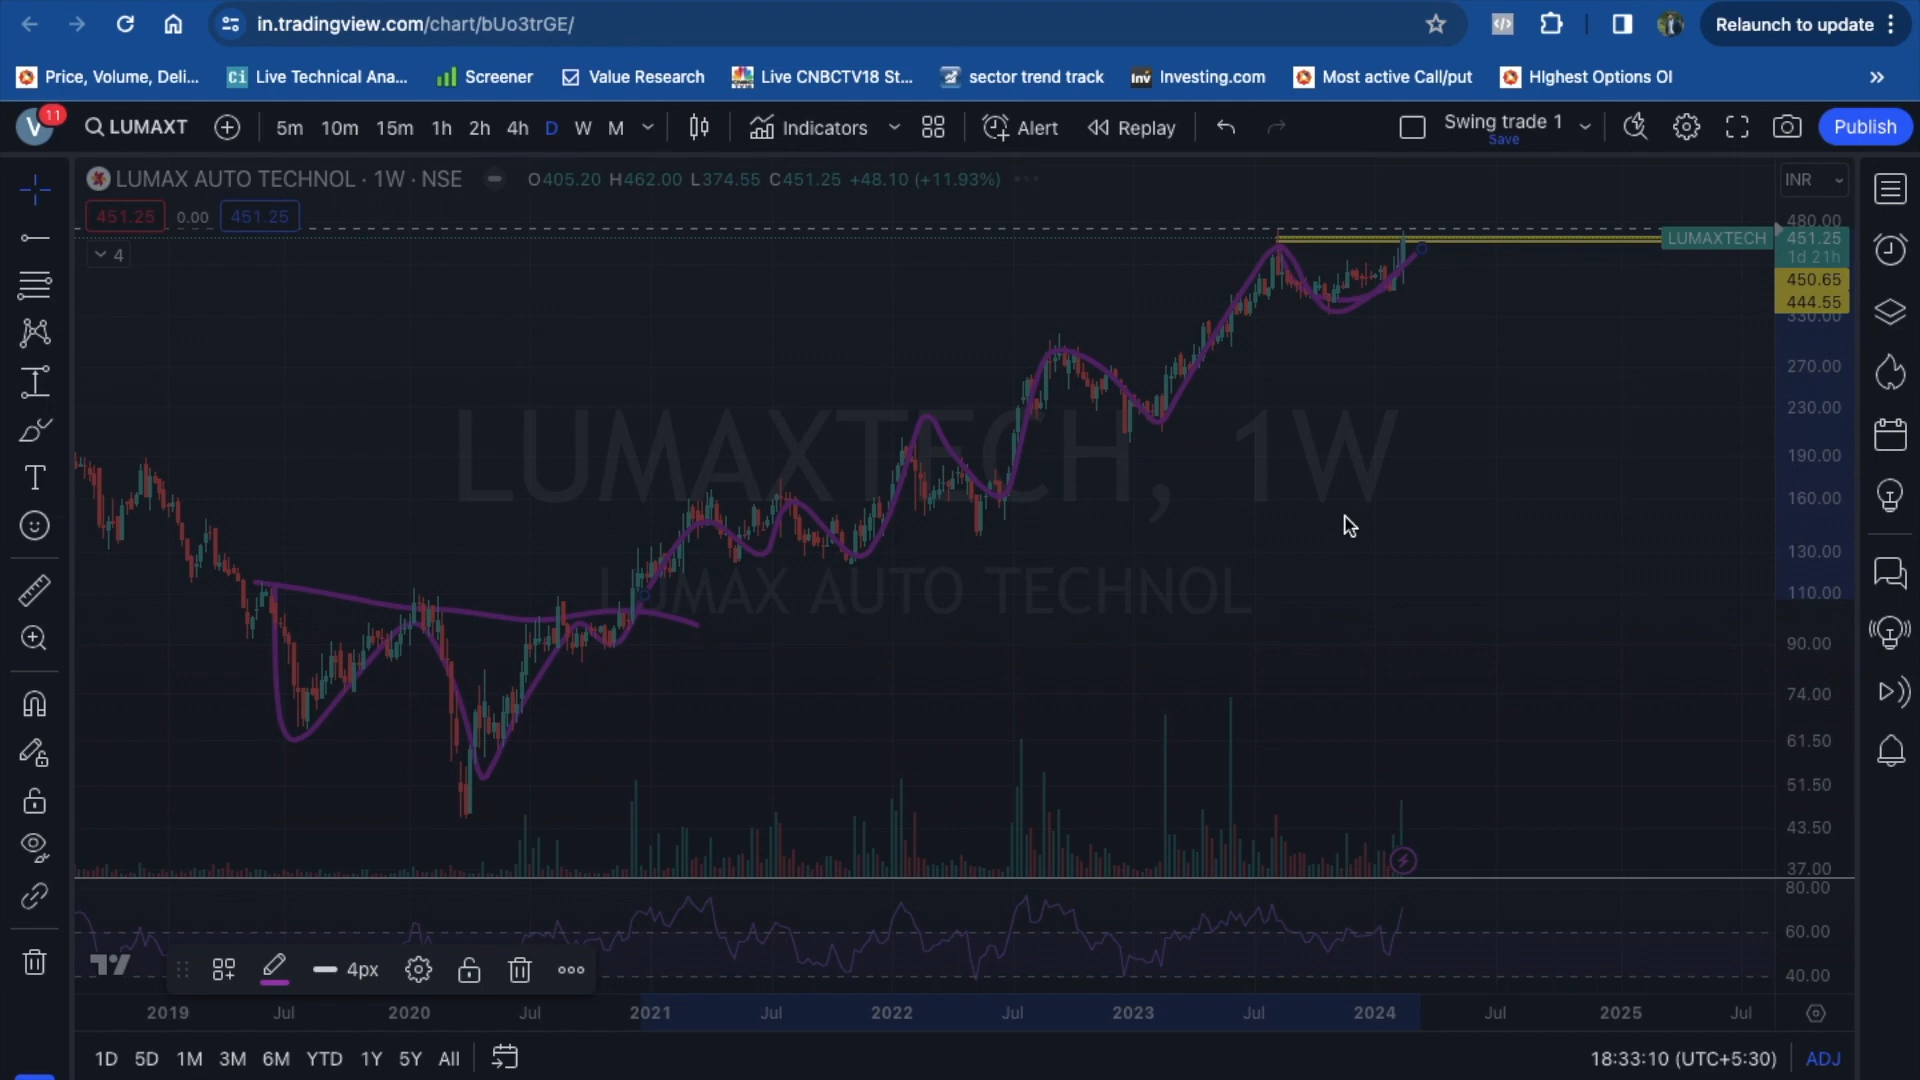 in.tradingview.com/chart/bUo3trGE/
Relaunch to update
Price, Volume, Deli...
Live Technical Ana...
Screener
Value Research
Live CNBCTV18 St...
sector trend track
Investing.com
Most active Call/put
HIghest Options OI
V 11
LUMAXT
5m 10m 15m 1h 2h 4h D W M
Indicators
Alert
Replay
Swing trade 1
Save
Publish
LUMAX AUTO TECHNOL · 1W · NSE
O405.20 H462.00 L374.55 C451.25 +48.10 (+11.93%)
INR
451.25 0.00 451.25
480.00
LUMAXTECH 451.25
4
1d 21h
450.65
444.55
330.00
270.00
230.00
LUMAXTECH, 1W
190.00
160.00
130.00
LUMAX AUTO TECHNOL
110.00
90.00
74.00
61.50
51.50
43.50
37.00
80.00
60.00
4px
40.00
2019 Jul 2020 Jul 2021 Jul 2022 Jul 2023 Jul 2024 Jul 2025 Jul
1D 5D 1M 3M 6M YTD 1Y 5Y All
18:33:10 (UTC+5:30)
ADJ